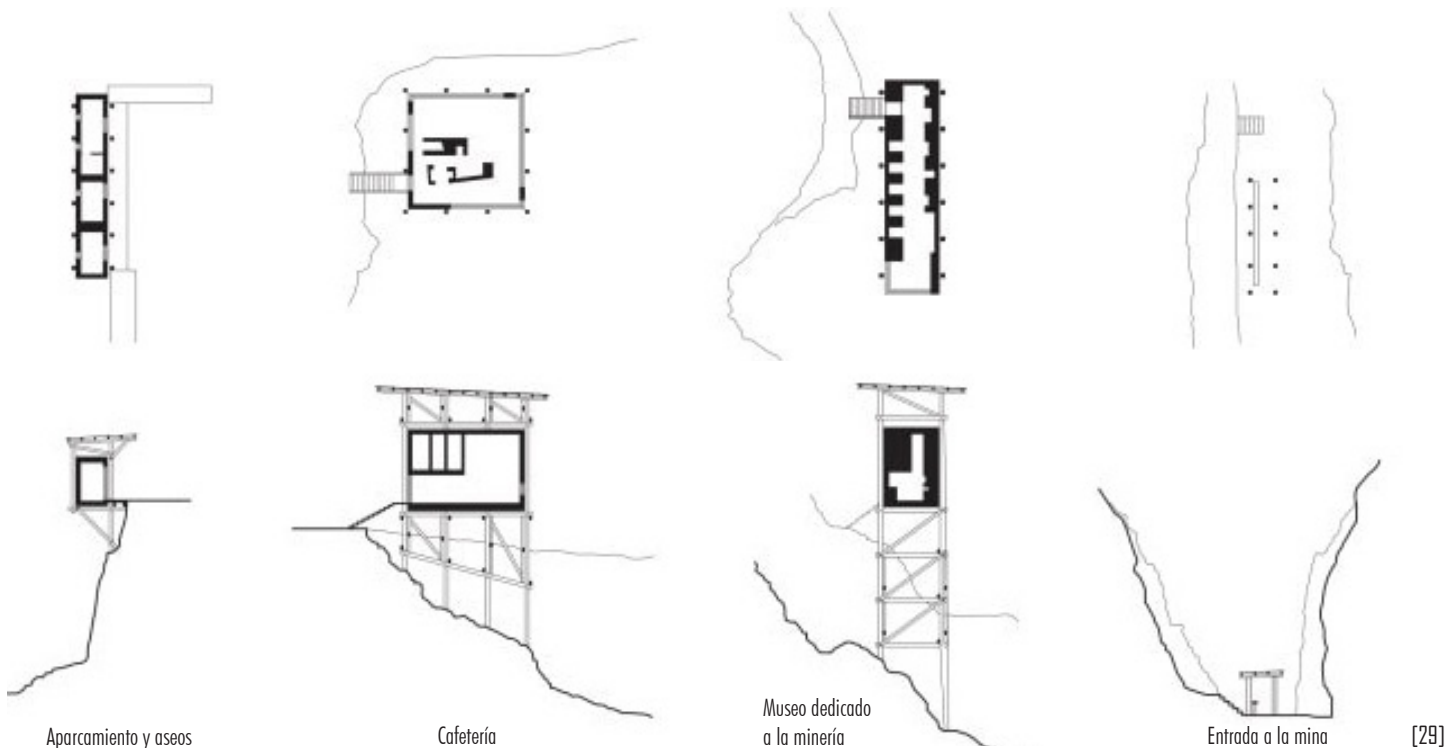 Aparcamiento y aseos
Cafetería
Museo dedicado
a la minería
Entrada a la mina
[29]